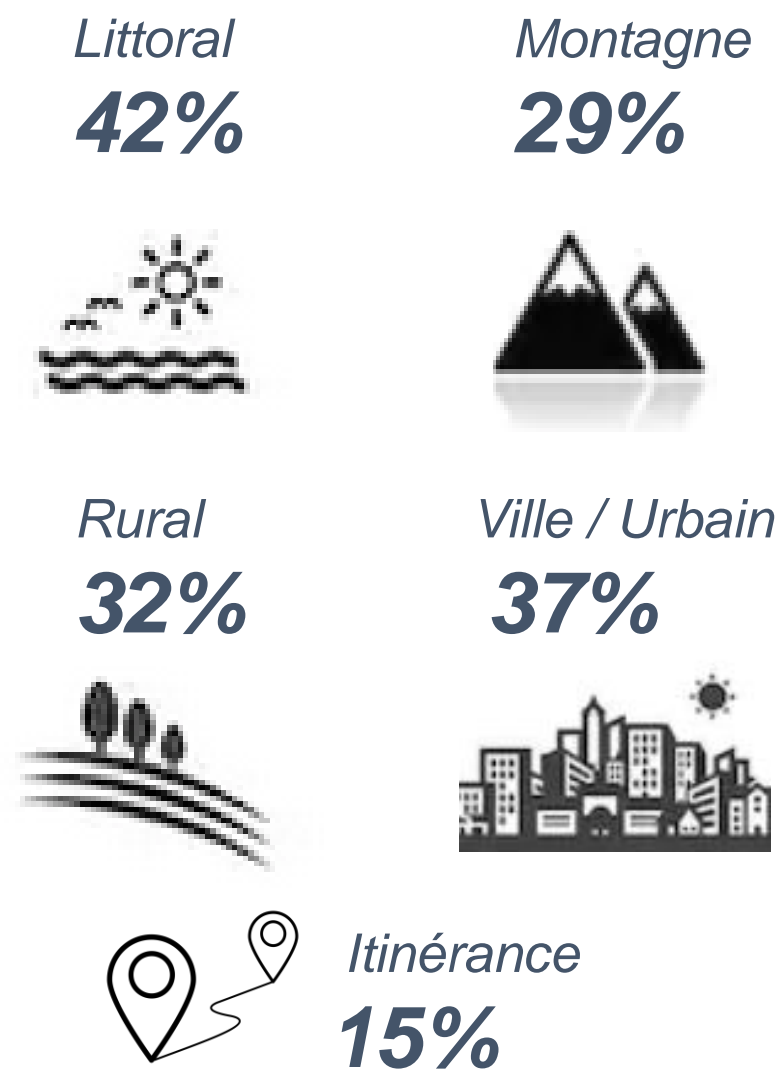 Littoral
42%
Montagne
29%
Rural
32%
Ville / Urbain
37%
Itinérance
15%